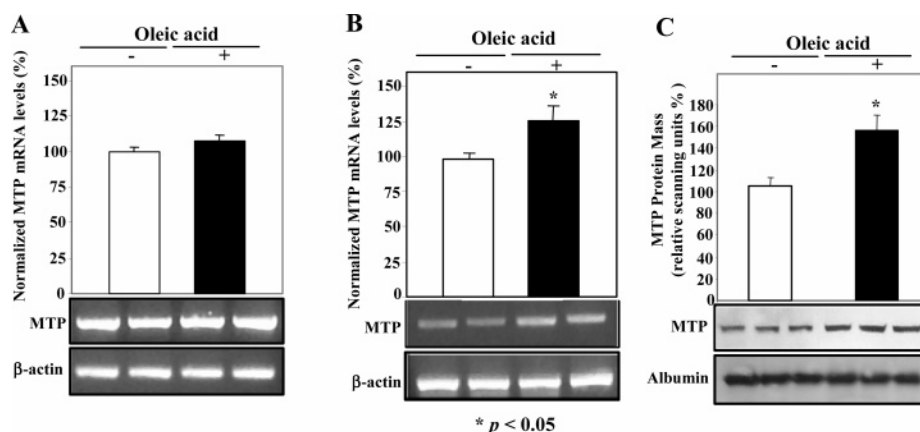 A
Oleic acid
- +
Normalized MTP mRNA levels (%)
150
125
100
75
50
25
0
MTP
β-actin
B
Oleic acid
- +
Normalized MTP mRNA levels (%)
150
125
100
75
50
25
0
*
MTP
β-actin
* p < 0.05
C
Oleic acid
- +
MTP Protein Mass
(relative scanning units %)
180
160
140
120
100
80
60
40
20
0
*
MTP
Albumin